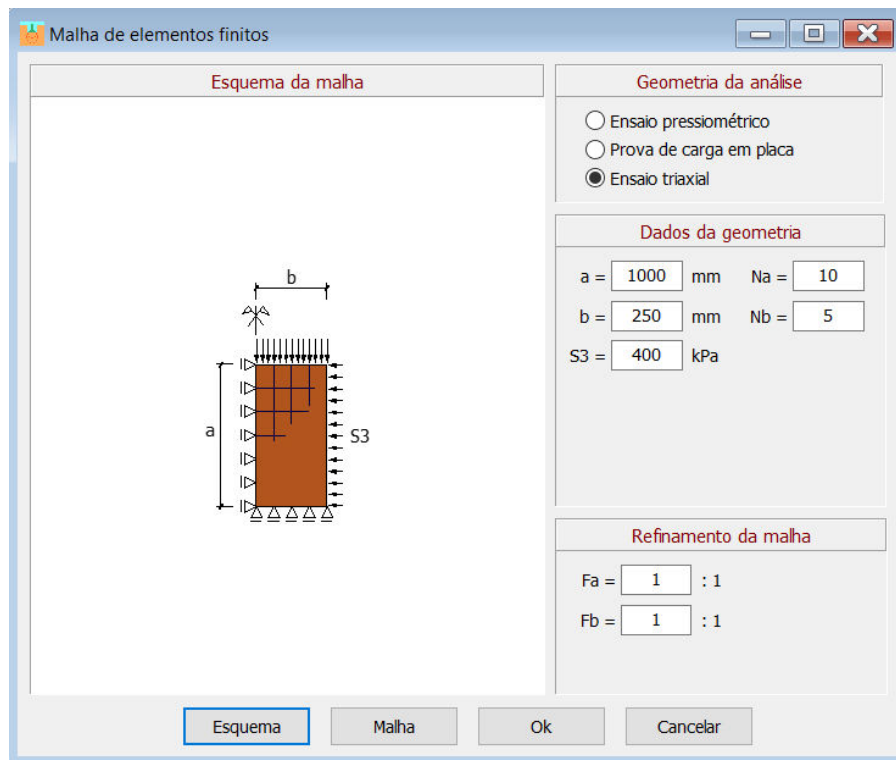 Malha de elementos finitos
Esquema da malha
b
a
S3
Geometria da análise
Ensaio pressiométrico
Prova de carga em placa
Ensaio triaxial
Dados da geometria
a = 1000 mm Na = 10
b = 250 mm Nb = 5
S3 = 400 kPa
Refinamento da malha
Fa = 1 : 1
Fb = 1 : 1
Esquema Malha Ok Cancelar